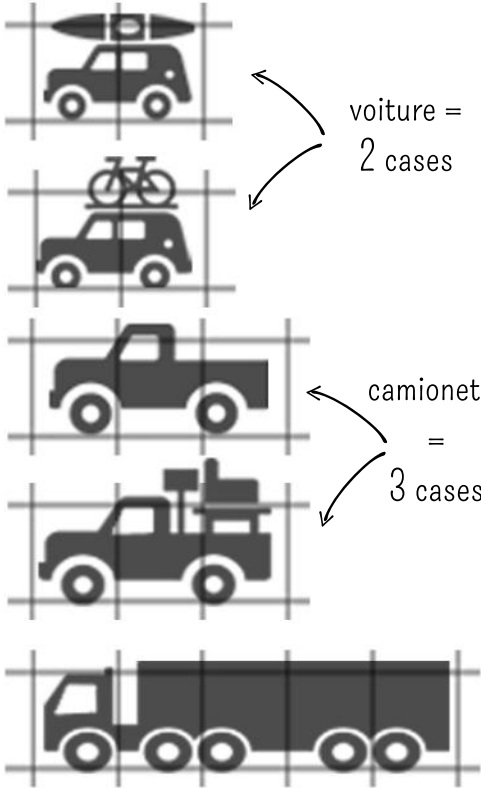 voiture =
2 cases
camionet
=
3 cases